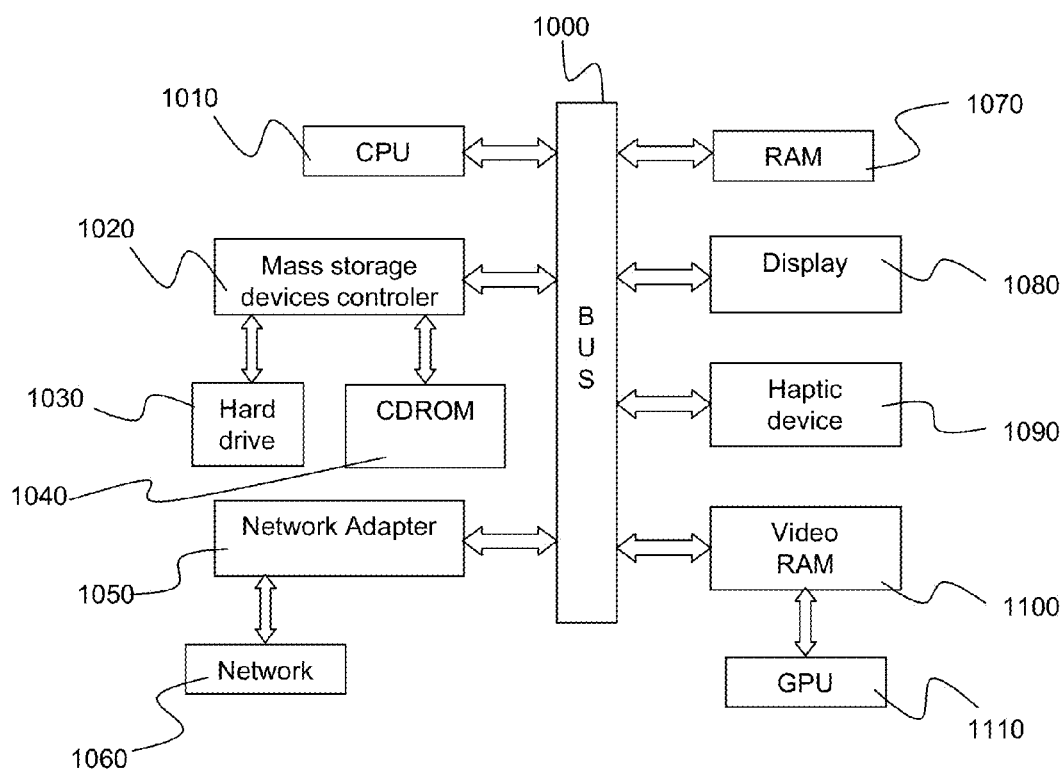 1000
1010
CPU
1070
RAM
1020
Mass storage
devices controler
Display
1080
B
U
S
1030
Hard
drive
CDROM
Haptic
device
1090
1040
Network Adapter
Video
RAM
1050
1100
Network
GPU
1060
1110